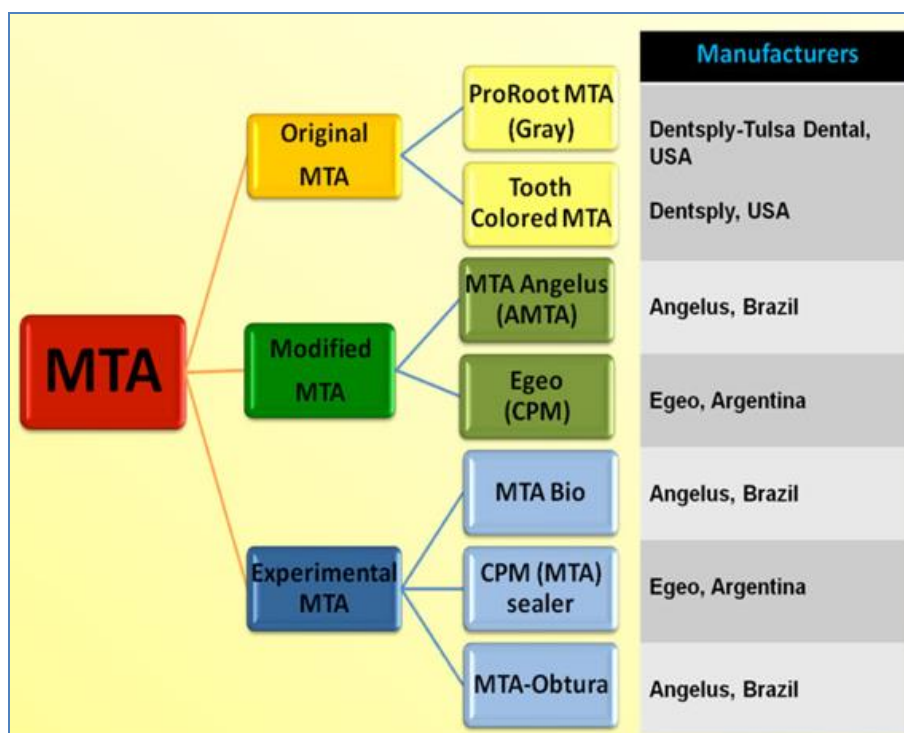 Manufacturers
MTA
Original
MTA
ProRoot MTA
(Gray)
Dentsply-Tulsa Dental,
USA
Tooth
Colored MTA
Dentsply, USA
Modified
MTA
MTA Angelus
(AMTA)
Angelus, Brazil
Egeo
(CPM)
Egeo, Argentina
Experimental
MTA
MTA Bio
Angelus, Brazil
CPM (MTA)
sealer
Egeo, Argentina
MTA-Obtura
Angelus, Brazil